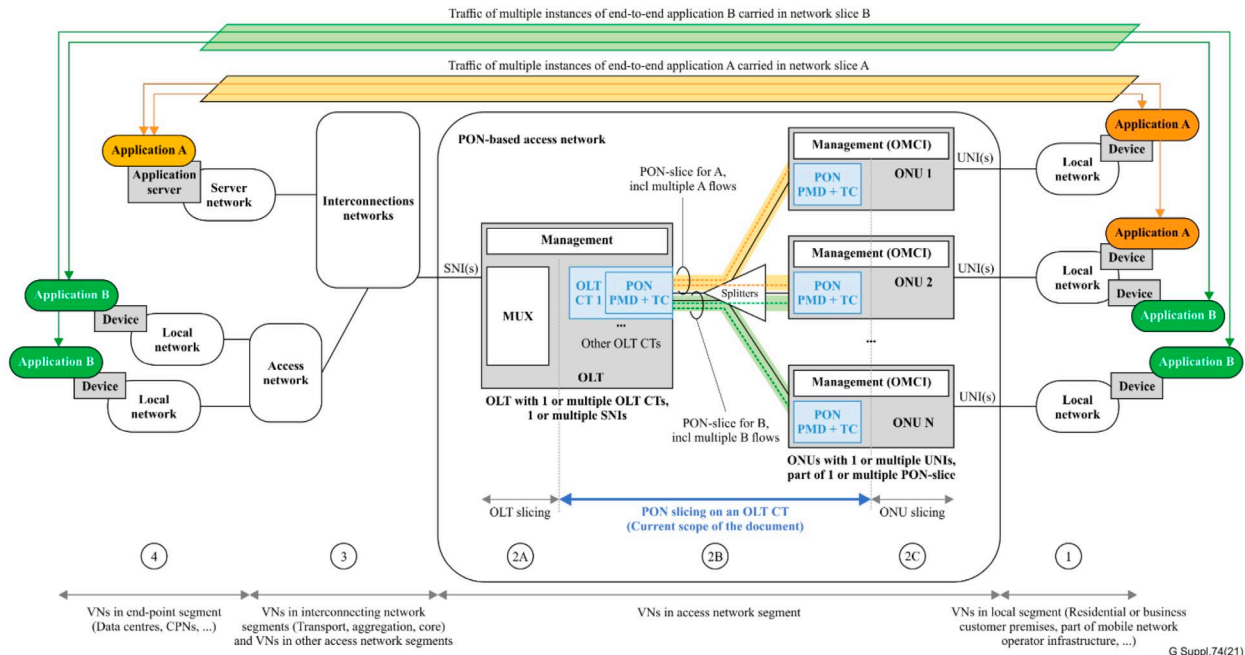 Traffic of multiple instances of end-to-end application B carried in network slice B
Traffic of multiple instances of end-to-end application A carried in network slice A
Application A
Application
server
Server
network
Interconnections
networks
Application B
Device
Local
network
Application B
Device
Local
network
Access
network
SNI(s)
PON-based access network
Management
MUX
OLT
CT 1
PON
PMD + TC
...
Other OLT CTs
OLT
OLT with 1 or multiple OLT CTs,
1 or multiple SNIs
PON-slice for A,
incl multiple A flows
Splitters
PON-slice for B,
incl multiple B flows
Management (OMCI)
PON
PMD + TC
ONU 1
Management (OMCI)
PON
PMD + TC
ONU 2
...
Management (OMCI)
PON
PMD + TC
ONU N
ONUs with 1 or multiple UNIs,
part of 1 or multiple PON-slice
UNI(s)
UNI(s)
UNI(s)
Application A
Device
Local
network
Application A
Device
Local
network
Device
Application B
Application B
Device
Local
network
OLT slicing
PON slicing on an OLT CT
(Current scope of the document)
ONU slicing
4
3
2A
2B
2C
1
VNs in end-point segment
(Data centres, CPNs, ...)
VNs in interconnecting network
segments (Transport, aggregation, core)
and VNs in other access network segments
VNs in access network segment
VNs in local segment (Residential or business
customer premises, part of mobile network
operator infrastructure, ...)
G Suppl.74(21)